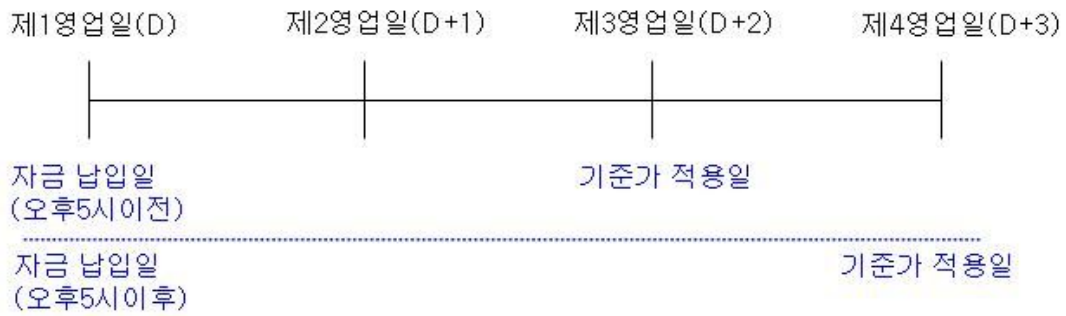 제1영업일(D) 제2영업일(D+1) 제3영업일(D+2) 제4영업일(D+3)
자금 납입일 기준가 적용일
(오후5시이전)
자금 납입일 기준가 적용일
(오후5시이후)